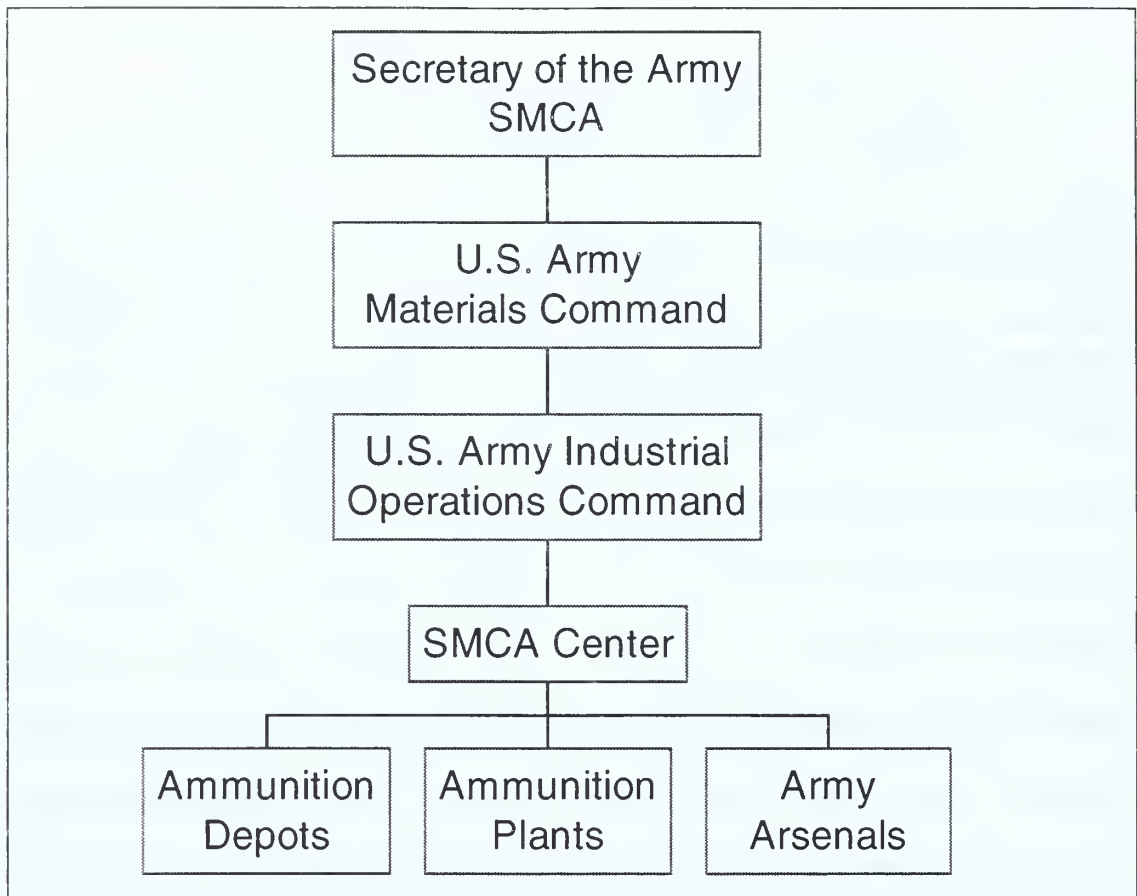 Secretary of the Army
SMCA
U.S. Army
Materials Command
U.S. Army Industrial
Operations Command
SMCA Center
Ammunition
Depots
Ammunition
Plants
Army
Arsenals